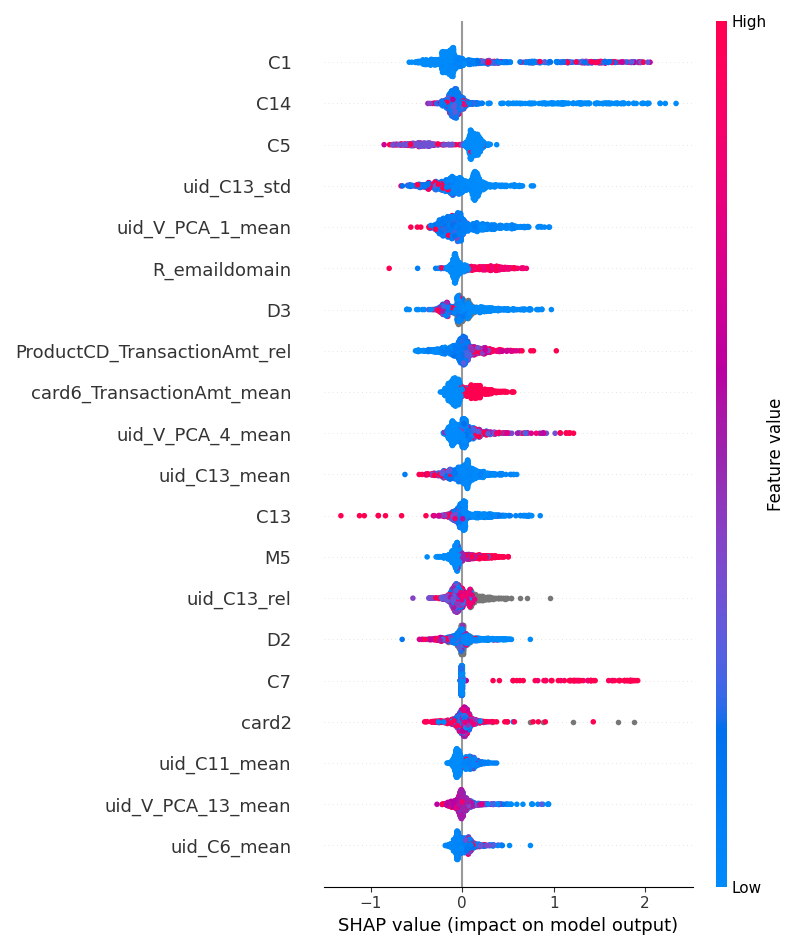 High
C1
C14
C5
uid_C13_std
uid_V_PCA_1_mean
R_emaildomain
D3
ProductCD_TransactionAmt_rel
card6_TransactionAmt_mean
uid_V_PCA_4_mean
uid_C13_mean
C13
M5
uid_C13_rel
D2
C7
card2
uid_C11_mean
uid_V_PCA_13_mean
uid_C6_mean
Feature value
Low
−1 0 1 2
SHAP value (impact on model output)